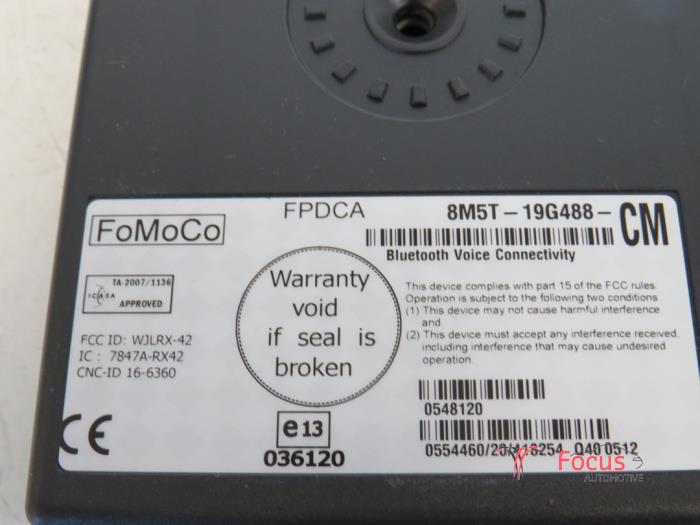 FoMoCo
FPDCA
8M5T-19G488-CM
Bluetooth Voice Connectivity
ICASA
TA-2007/1136
APPROVED
Warranty
void
if seal is
broken
This device complies with part 15 of the FCC rules
Operation is subject to the following two conditions
(1) This device may not cause harmful interference
and
(2) This device must accept any interference received,
including interference that may cause undesired
operation.
FCC ID: WJLRX-42
IC : 7847A-RX42
CNC-ID 16-6360
CE
e13
036120
0548120
0554460/ 0512
Focus
AUTOMOTIVE